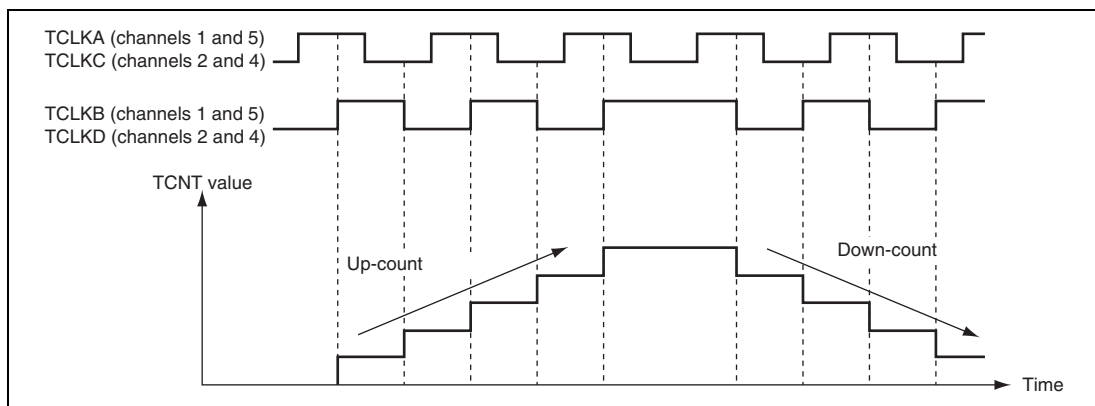 TCLKA (channels 1 and 5)
TCLKC (channels 2 and 4)
TCLKB (channels 1 and 5)
TCLKD (channels 2 and 4)
TCNT value
Up-count
Down-count
Time